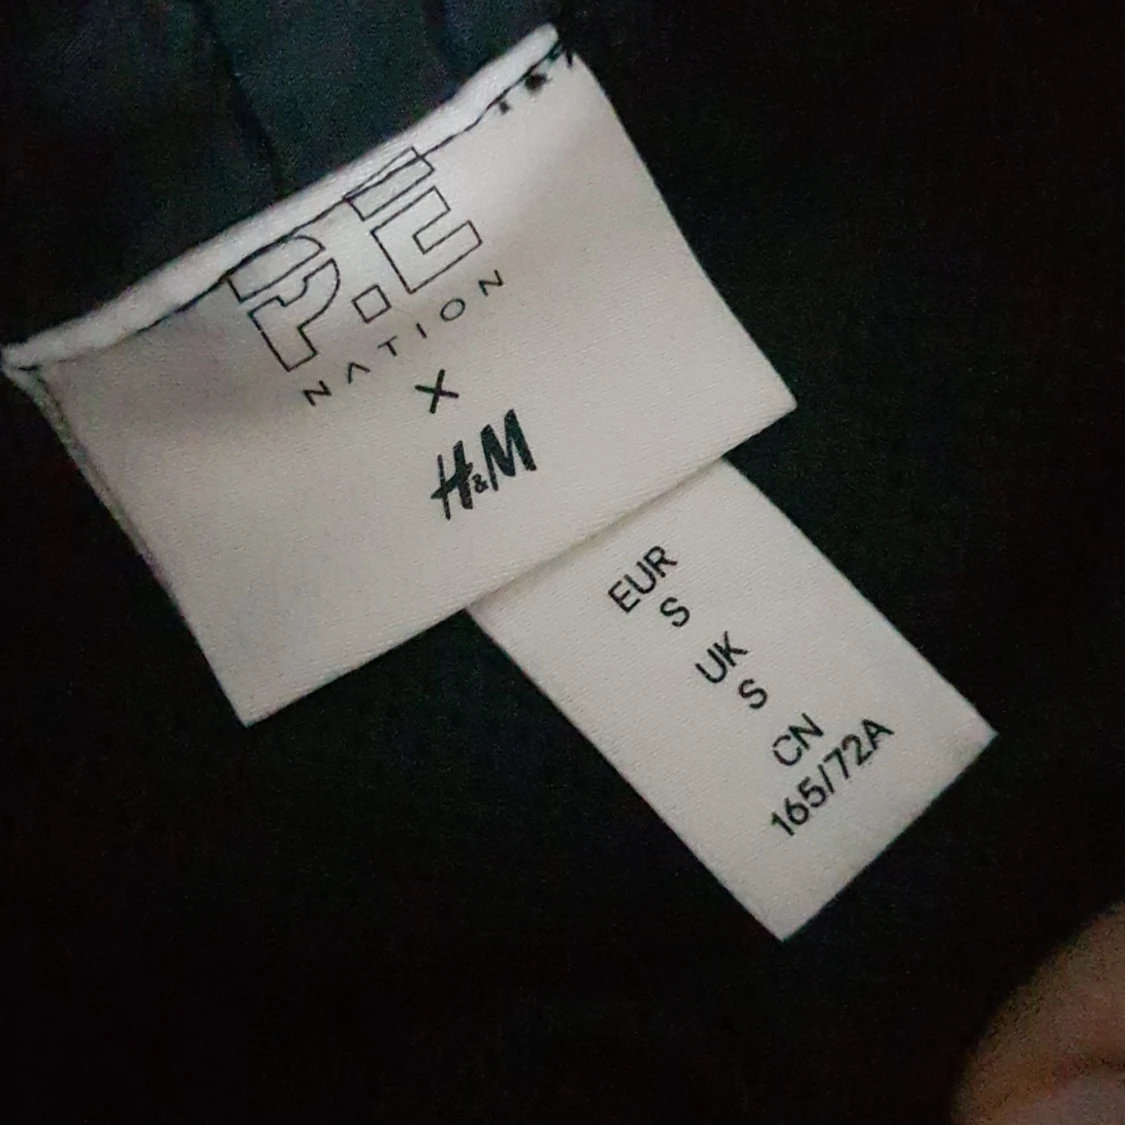 P.E
NATION
X
H&M
EUR
S
UK
S
CN
165/72A